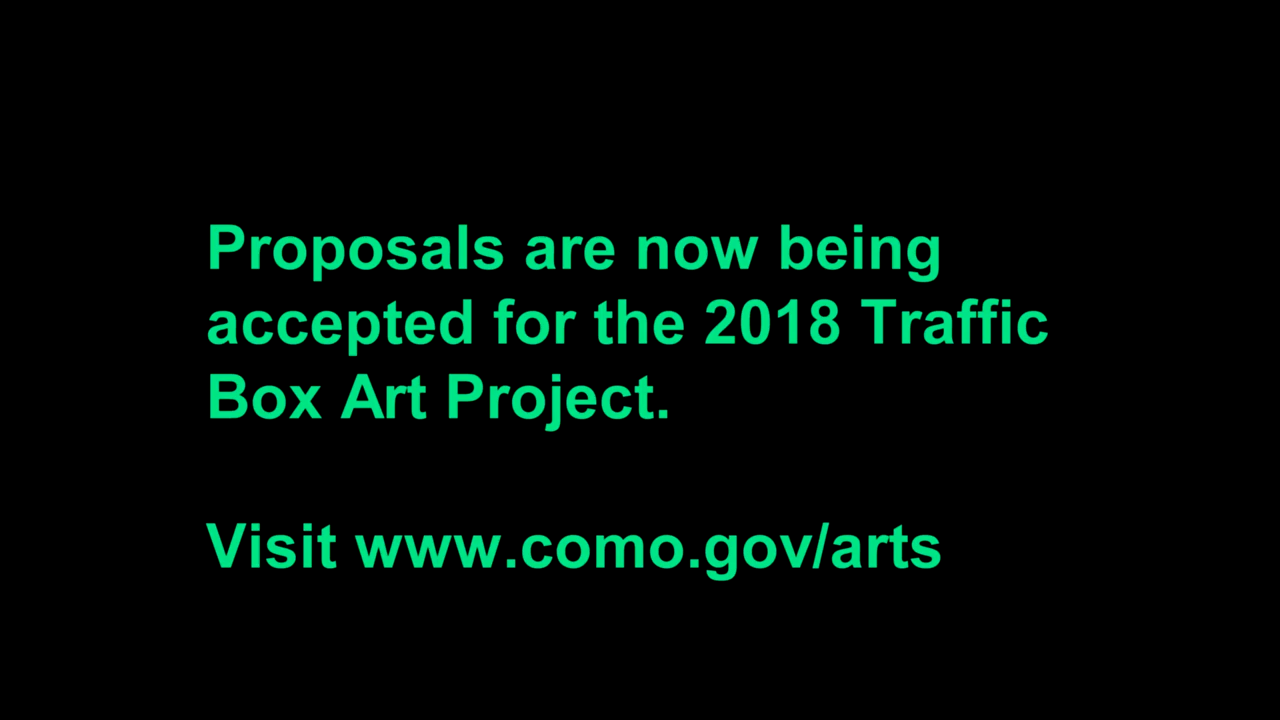 Proposals are now being
accepted for the 2018 Traffic
Box Art Project.
Visit www.como.gov/arts